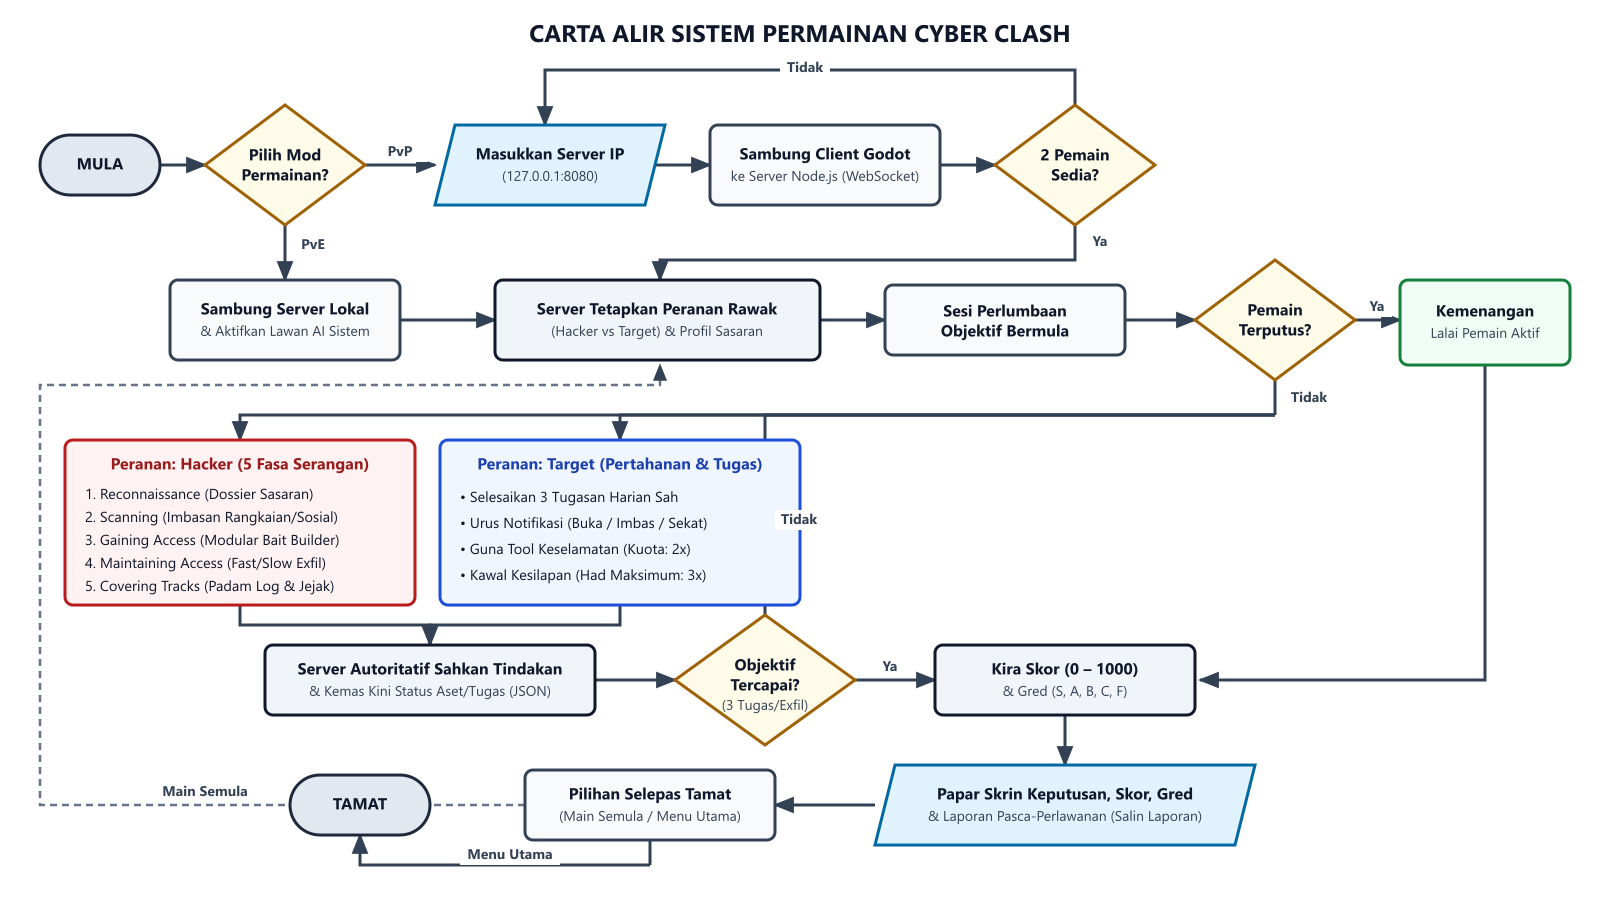 CARTA ALIR SISTEM PERMAINAN CYBER CLASH
Tidak
MULA
Pilih Mod
Permainan?
PvP
Masukkan Server IP
(127.0.0.1:8080)
Sambung Client Godot
ke Server Node.js (WebSocket)
2 Pemain
Sedia?
PvE
Ya
Sambung Server Lokal
& Aktifkan Lawan AI Sistem
Server Tetapkan Peranan Rawak
(Hacker vs Target) & Profil Sasaran
Sesi Perlumbaan
Objektif Bermula
Pemain
Terputus?
Ya
Kemenangan
Lalai Pemain Aktif
Tidak
Peranan: Hacker (5 Fasa Serangan)
1. Reconnaissance (Dossier Sasaran)
2. Scanning (Imbasan Rangkaian/Sosial)
3. Gaining Access (Modular Bait Builder)
4. Maintaining Access (Fast/Slow Exfil)
5. Covering Tracks (Padam Log & Jejak)
Peranan: Target (Pertahanan & Tugas)
• Selesaikan 3 Tugasan Harian Sah
• Urus Notifikasi (Buka / Imbas / Sekat)
• Guna Tool Keselamatan (Kuota: 2x)
• Kawal Kesilapan (Had Maksimum: 3x)
Tidak
Server Autoritatif Sahkan Tindakan
& Kemas Kini Status Aset/Tugas (JSON)
Objektif
Tercapai?
(3 Tugas/Exfil)
Ya
Kira Skor (0 – 1000)
& Gred (S, A, B, C, F)
Main Semula
TAMAT
Pilihan Selepas Tamat
(Main Semula / Menu Utama)
Papar Skrin Keputusan, Skor, Gred
& Laporan Pasca-Perlawanan (Salin Laporan)
Menu Utama